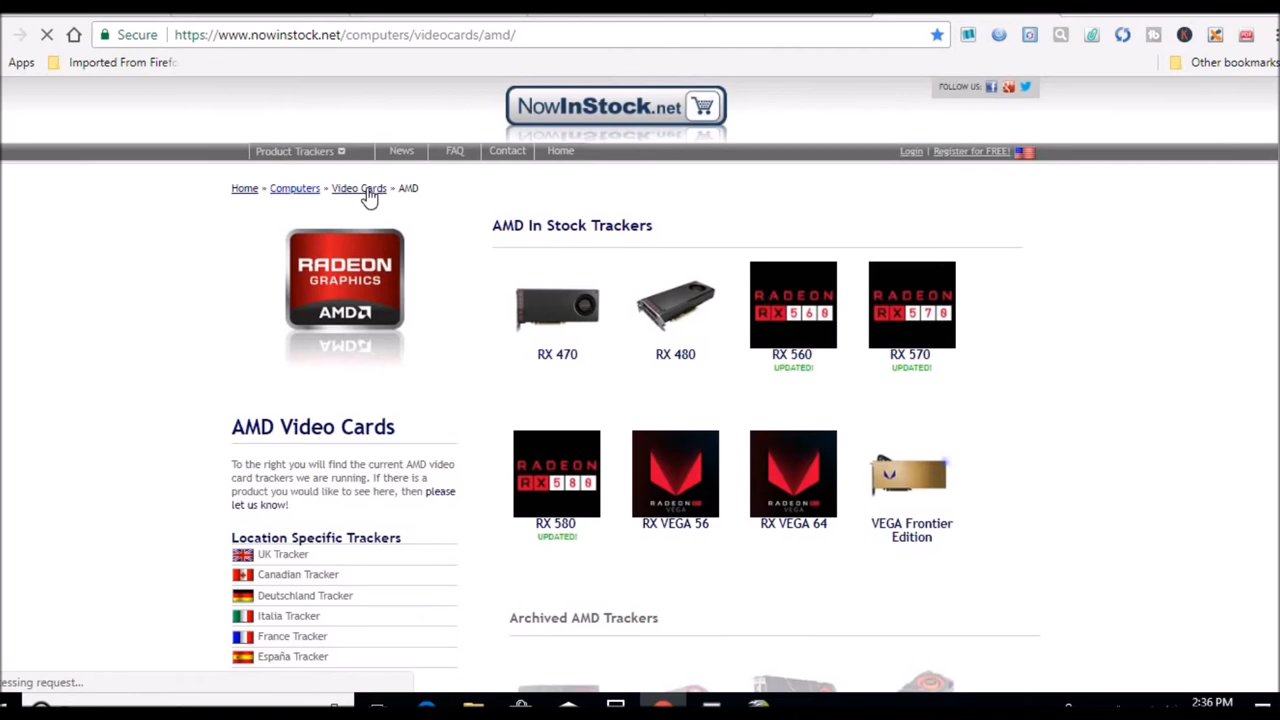 Secure https://www.nowinstock.net/computers/videocards/amd/
Apps Imported From Firefo Other bookmarks
FOLLOW US:
NowInStock.net
Product Trackers News FAQ Contact Home Login Register for FREE!
Home » Computers » Video Cards » AMD
AMD In Stock Trackers
RADEON
GRAPHICS
AMD
RADEON
RX 560
RADEON
RX 570
RX 470 RX 480 RX 560 RX 570
UPDATED! UPDATED!
AMD Video Cards
To the right you will find the current AMD video
card trackers we are running. If there is a
product you would like to see here, then please
let us know!
RADEON
RX 580
RADEON
VEGA
RADEON
VEGA
RX 580 RX VEGA 56 RX VEGA 64 VEGA Frontier
Edition
UPDATED!
Location Specific Trackers
UK Tracker
Canadian Tracker
Deutschland Tracker
Italia Tracker
France Tracker
España Tracker
Archived AMD Trackers
essing request...
2:36 PM